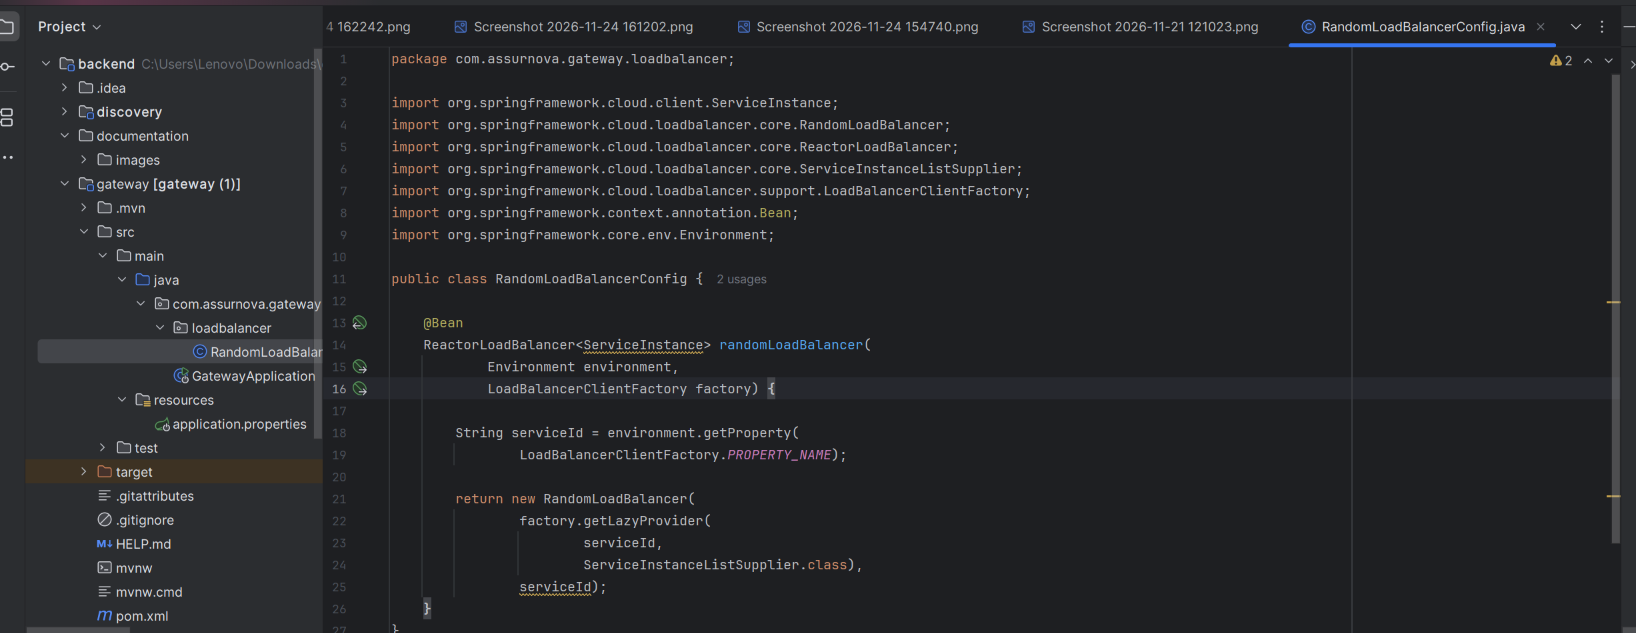 Project
4 162242.png
Screenshot 2026-11-24 161202.png
Screenshot 2026-11-24 154740.png
Screenshot 2026-11-21 121023.png
RandomLoadBalancerConfig.java
backend C:\Users\Lenovo\Downloads\
.idea
discovery
documentation
images
gateway [gateway (1)]
.mvn
src
main
java
com.assurnova.gateway
loadbalancer
RandomLoadBalan
GatewayApplication
resources
application.properties
test
target
.gitattributes
.gitignore
M↓ HELP.md
mvnw
mvnw.cmd
m pom.xml
2
1 package com.assurnova.gateway.loadbalancer;
2
3 import org.springframework.cloud.client.ServiceInstance;
4 import org.springframework.cloud.loadbalancer.core.RandomLoadBalancer;
5 import org.springframework.cloud.loadbalancer.core.ReactorLoadBalancer;
6 import org.springframework.cloud.loadbalancer.core.ServiceInstanceListSupplier;
7 import org.springframework.cloud.loadbalancer.support.LoadBalancerClientFactory;
8 import org.springframework.context.annotation.Bean;
9 import org.springframework.core.env.Environment;
10
11 public class RandomLoadBalancerConfig { 2 usages
12
13 @Bean
14 ReactorLoadBalancer<ServiceInstance> randomLoadBalancer(
15 Environment environment,
16 LoadBalancerClientFactory factory) {
17
18 String serviceId = environment.getProperty(
19 LoadBalancerClientFactory.PROPERTY_NAME);
20
21 return new RandomLoadBalancer(
22 factory.getLazyProvider(
23 serviceId,
24 ServiceInstanceListSupplier.class),
25 serviceId);
26 }
27 }